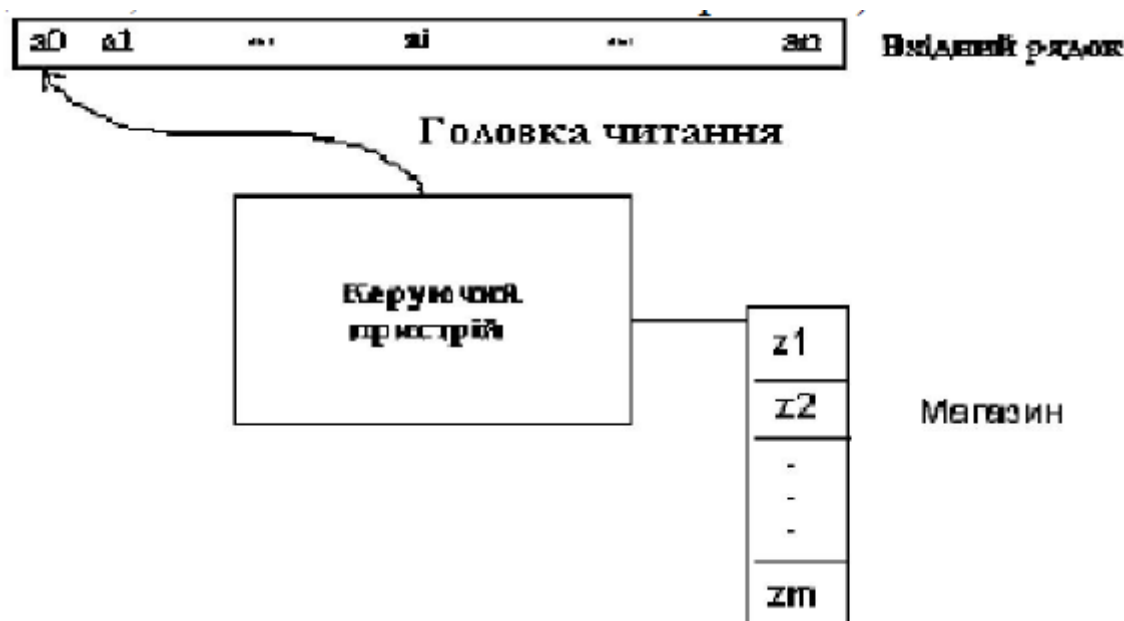 a0 a1 ... ai ... an Вхідний рядок
Головка читання
Керуючий
пристрій
z1
z2
Магазин
-
-
-
zm